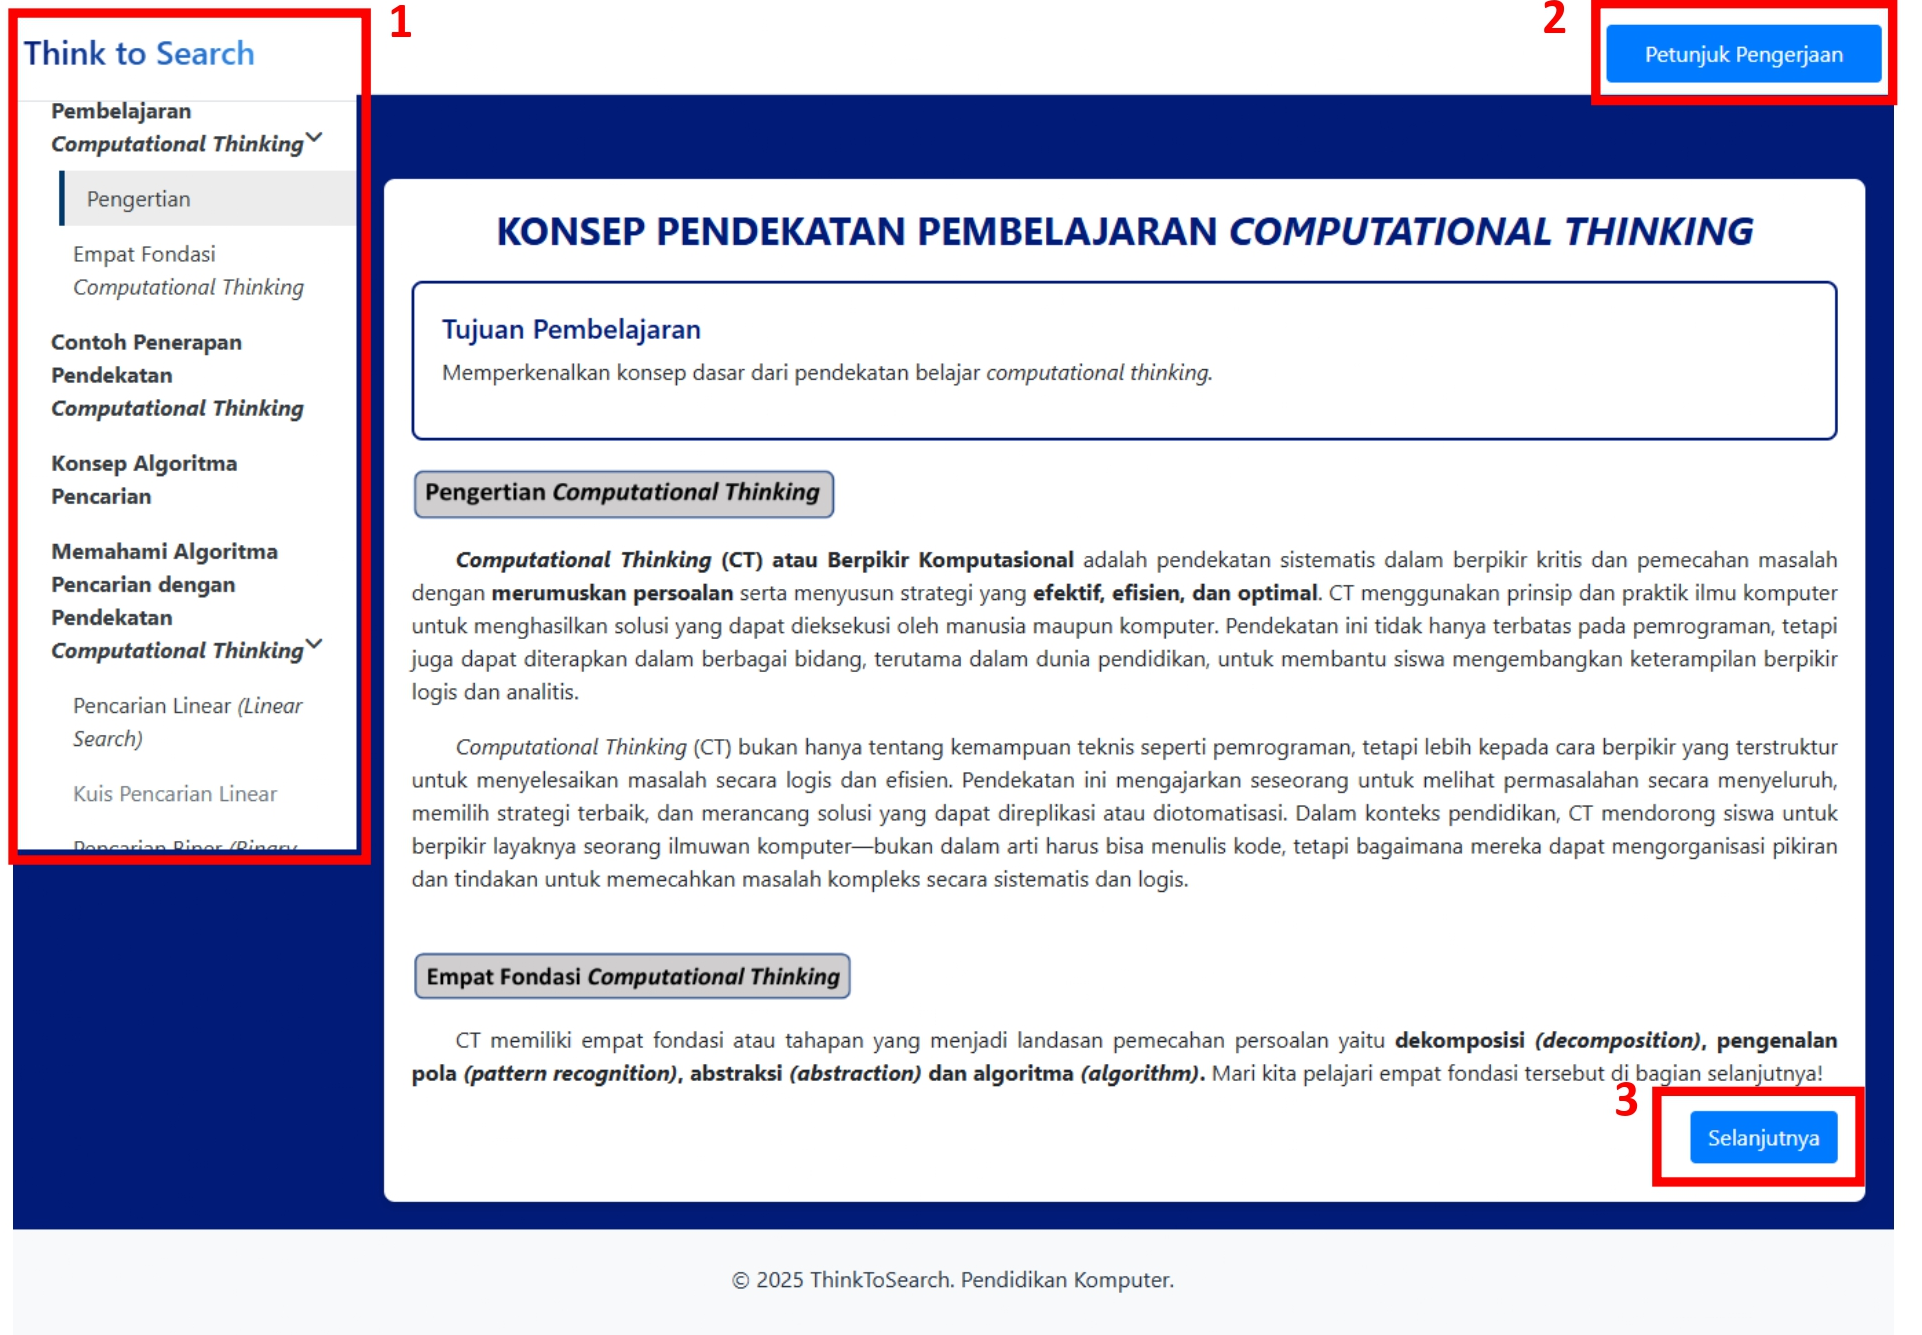 1
Think to Search
2
Petunjuk Pengerjaan
Pembelajaran
Computational Thinking
Pengertian
Empat Fondasi
Computational Thinking
Contoh Penerapan
Pendekatan
Computational Thinking
Konsep Algoritma
Pencarian
Memahami Algoritma
Pencarian dengan
Pendekatan
Computational Thinking
Pencarian Linear (Linear
Search)
Kuis Pencarian Linear
Pencarian Biner (Binary
KONSEP PENDEKATAN PEMBELAJARAN COMPUTATIONAL THINKING
Tujuan Pembelajaran
Memperkenalkan konsep dasar dari pendekatan belajar computational thinking.
Pengertian Computational Thinking
Computational Thinking (CT) atau Berpikir Komputasional adalah pendekatan sistematis dalam berpikir kritis dan pemecahan masalah
dengan merumuskan persoalan serta menyusun strategi yang efektif, efisien, dan optimal. CT menggunakan prinsip dan praktik ilmu komputer
untuk menghasilkan solusi yang dapat dieksekusi oleh manusia maupun komputer. Pendekatan ini tidak hanya terbatas pada pemrograman, tetapi
juga dapat diterapkan dalam berbagai bidang, terutama dalam dunia pendidikan, untuk membantu siswa mengembangkan keterampilan berpikir
logis dan analitis.
Computational Thinking (CT) bukan hanya tentang kemampuan teknis seperti pemrograman, tetapi lebih kepada cara berpikir yang terstruktur
untuk menyelesaikan masalah secara logis dan efisien. Pendekatan ini mengajarkan seseorang untuk melihat permasalahan secara menyeluruh,
memilih strategi terbaik, dan merancang solusi yang dapat direplikasi atau diotomatisasi. Dalam konteks pendidikan, CT mendorong siswa untuk
berpikir layaknya seorang ilmuwan komputer—bukan dalam arti harus bisa menulis kode, tetapi bagaimana mereka dapat mengorganisasi pikiran
dan tindakan untuk memecahkan masalah kompleks secara sistematis dan logis.
Empat Fondasi Computational Thinking
CT memiliki empat fondasi atau tahapan yang menjadi landasan pemecahan persoalan yaitu dekomposisi (decomposition), pengenalan
pola (pattern recognition), abstraksi (abstraction) dan algoritma (algorithm). Mari kita pelajari empat fondasi tersebut di bagian selanjutnya!
3
Selanjutnya
© 2025 ThinkToSearch. Pendidikan Komputer.